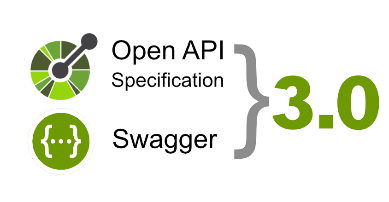 Open API
Specification
{...}
Swagger
} 3.0